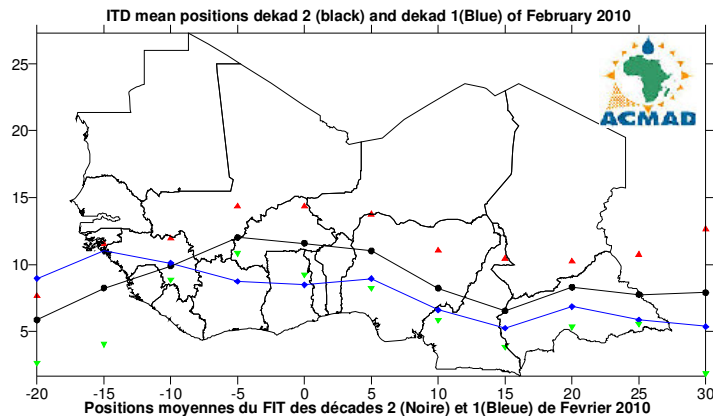 ITD mean positions dekad 2 (black) and dekad 1(Blue) of February 2010
25
20
15
10
5
ACMAD
-20 -15 -10 -5 0 5 10 15 20 25 30
Positions moyennes du FIT des décades 2 (Noire) et 1(Bleue) de Fevrier 2010